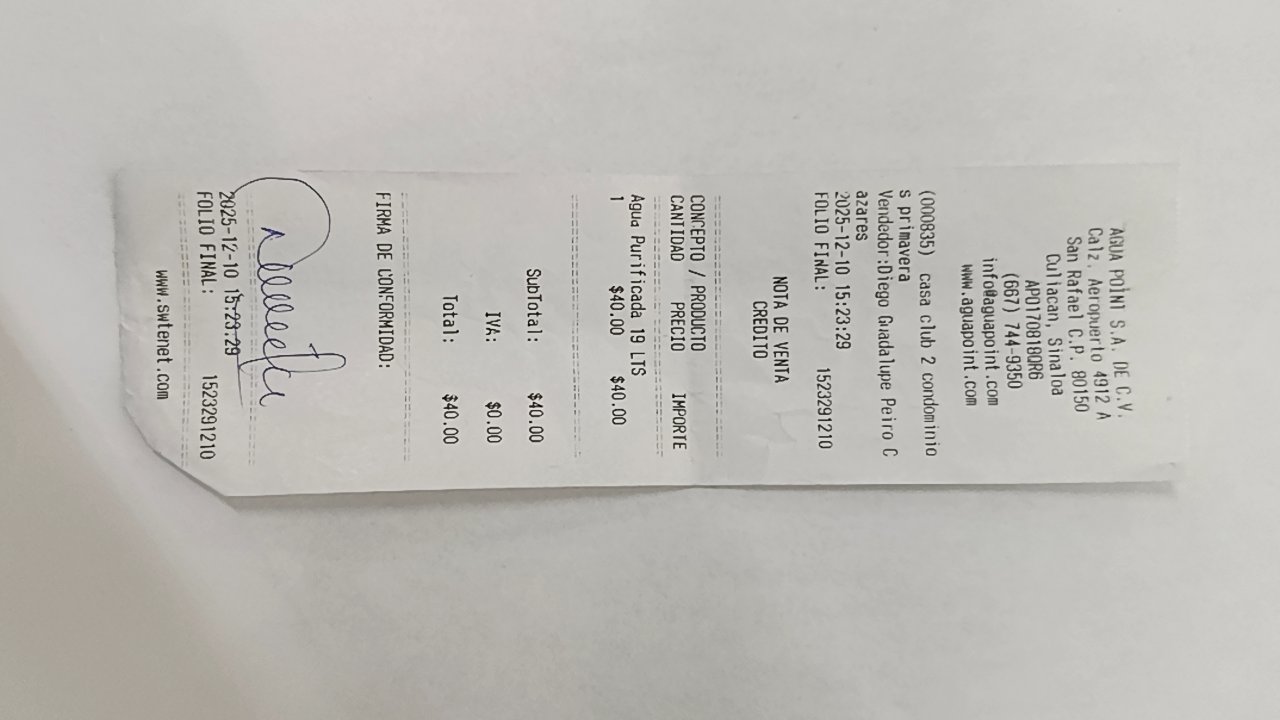 AGUA POINT S.A. DE C.V.
Calz. Aeropuerto 4912 A
San Rafael C.P. 80150
Culiacan, Sinaloa
APO170818QR6
(667) 744-9350
info@aguapoint.com
www.aguapoint.com
(000835) casa club 2 condominio
s primavera
Vendedor:Diego Guadalupe Peiro C
azares
2025-12-10 15:23:29
FOLIO FINAL: 1523291210
NOTA DE VENTA
CREDITO
CONCEPTO / PRODUCTO
CANTIDAD PRECIO IMPORTE
Agua Purificada 19 LTS
1 $40.00 $40.00
SubTotal: $40.00
IVA: $0.00
Total: $40.00
FIRMA DE CONFORMIDAD:
2025-12-10 15:23:29
FOLIO FINAL: 1523291210
www.swtenet.com